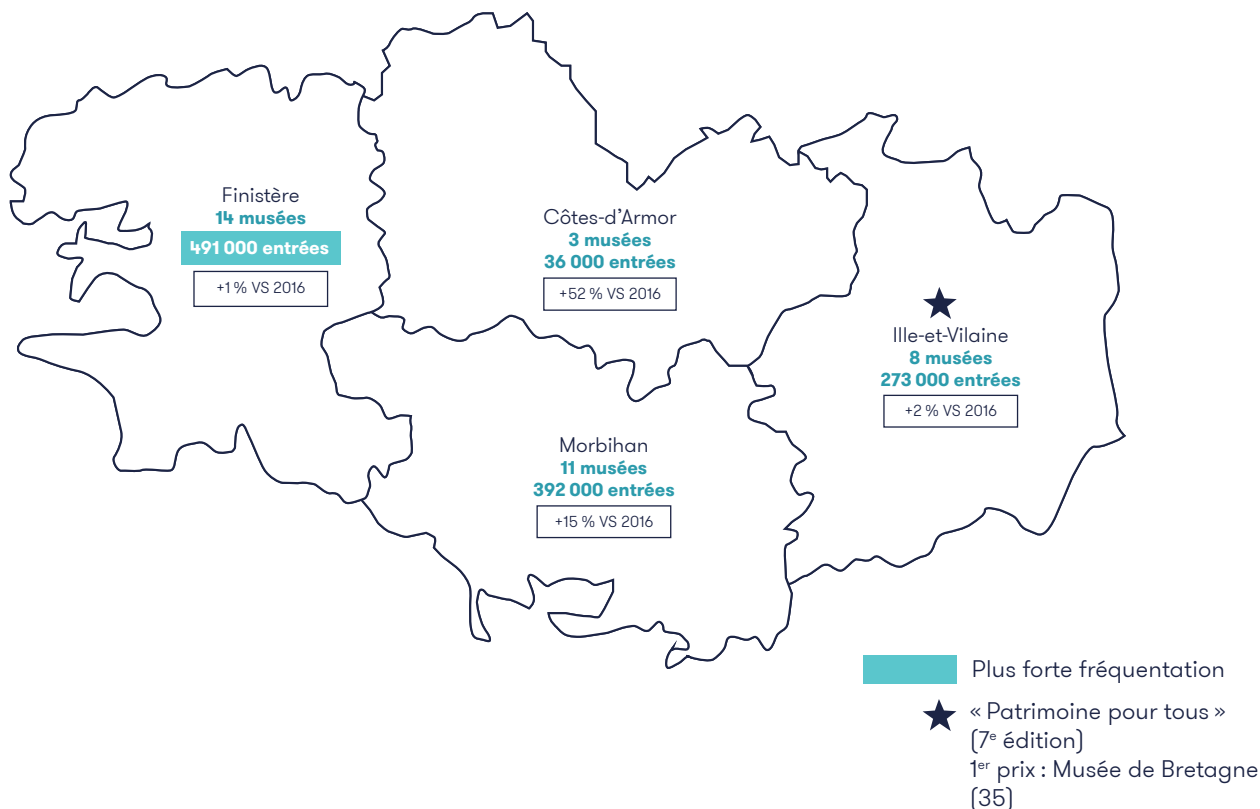 Finistère
14 musées
491 000 entrées
+1 % VS 2016
Côtes-d'Armor
3 musées
36 000 entrées
+52 % VS 2016
Ille-et-Vilaine
8 musées
273 000 entrées
+2 % VS 2016
Morbihan
11 musées
392 000 entrées
+15 % VS 2016
Plus forte fréquentation
« Patrimoine pour tous »
(7e édition)
1er prix : Musée de Bretagne
(35)